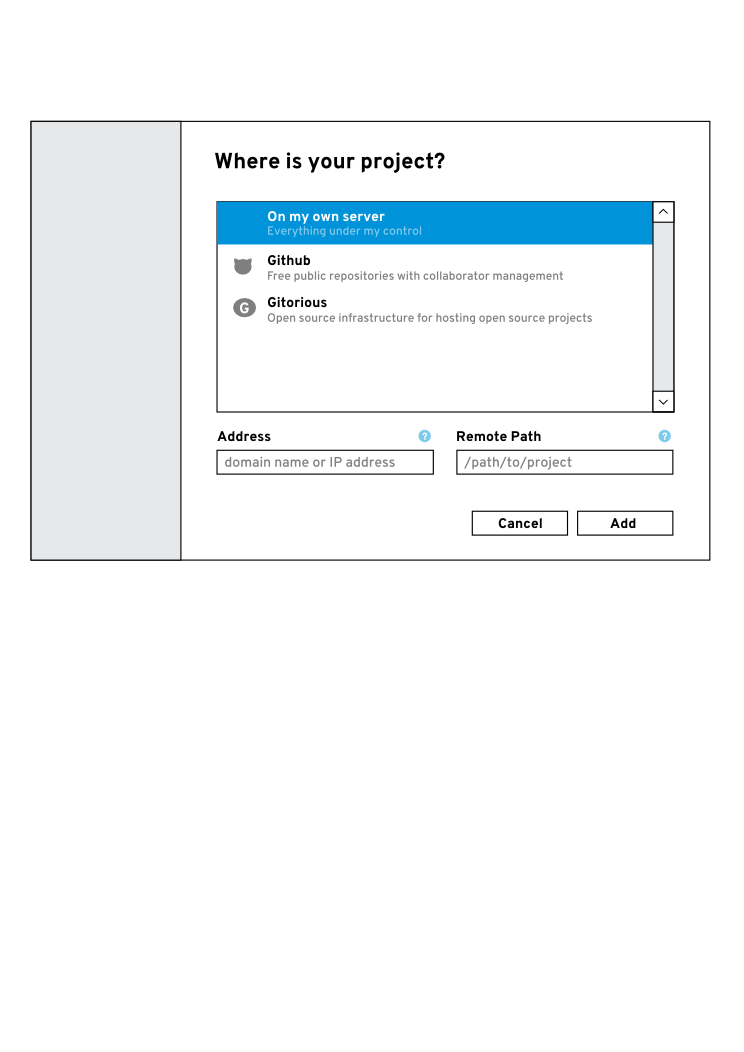 Where is your project?
On my own server
Everything under my control
Github
Free public repositories with collaborator management
G
Gitorious
Open source infrastructure for hosting open source projects
Address ? Remote Path ?
domain name or IP address /path/to/project
Cancel Add